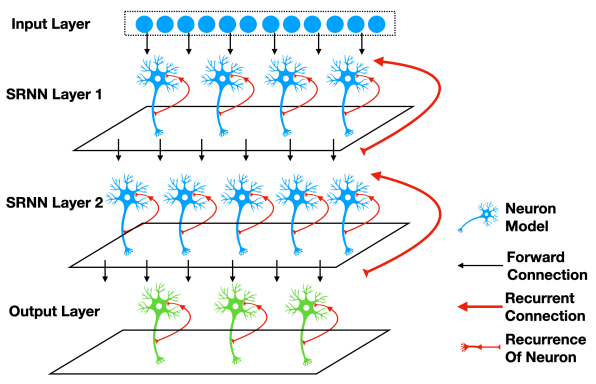 Input Layer
SRNN Layer 1
SRNN Layer 2
Output Layer
Neuron
Model
Forward
Connection
Recurrent
Connection
Recurrence
Of Neuron